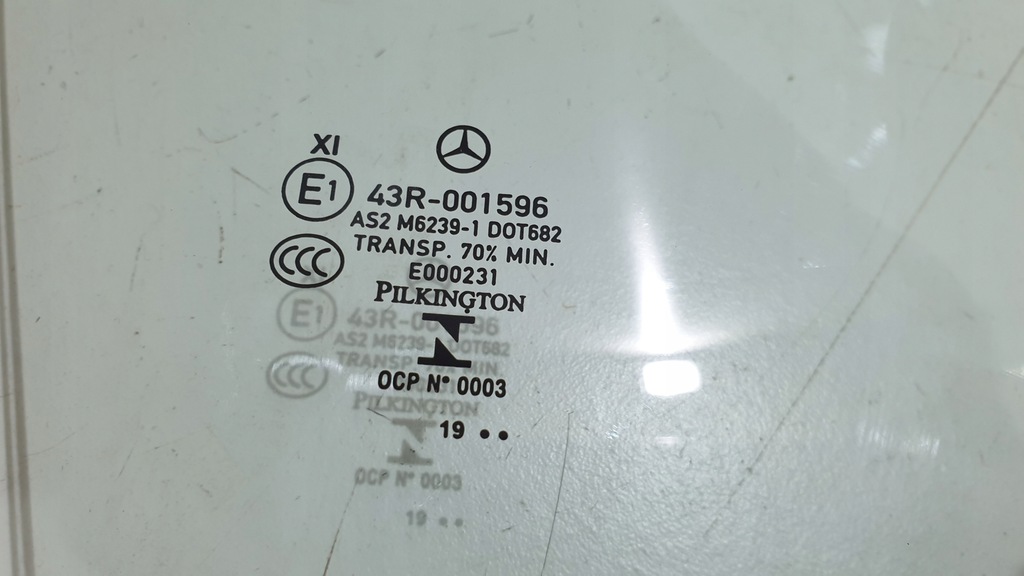 XI
E1 43R-001596
AS2 M6239-1 DOT682
CCC TRANSP. 70% MIN.
E000231
PILKINGTON
N
OCP N° 0003
19 ••